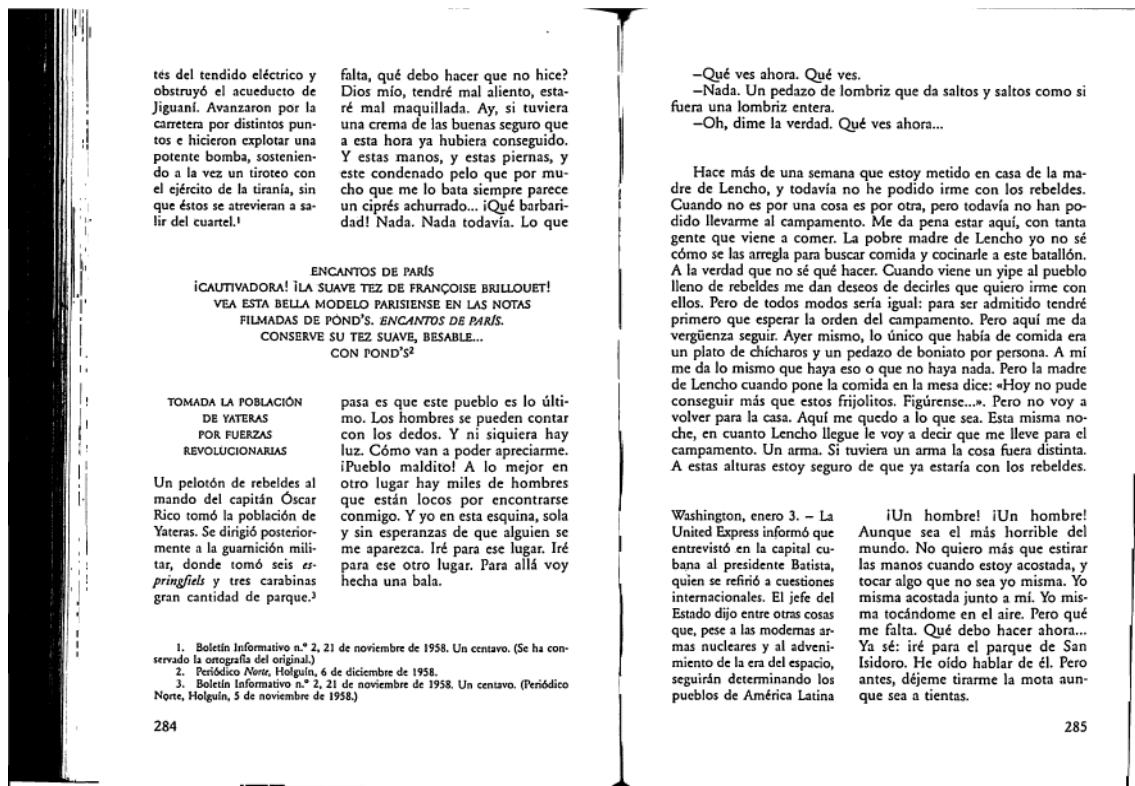 tes del tendido eléctrico y
obstruyó el acueducto de
Jiguaní. Avanzaron por la
carretera por distintos pun-
tos e hicieron explotar una
potente bomba, sostenien-
do a la vez un tiroteo con
el ejército de la tiranía, sin
que éstos se atrevieran a sa-
lir del cuartel.¹
falta, qué debo hacer que no hice?
Dios mío, tendré mal aliento, esta-
ré mal maquillada. Ay, si tuviera
una crema de las buenas seguro que
a esta hora ya hubiera conseguido.
Y estas manos, y estas piernas, y
este condenado pelo que por mu-
cho que me lo bata siempre parece
un ciprés achurrado... ¡Qué barbari-
dad! Nada. Nada todavía. Lo que
ENCANTOS DE PARÍS
¡CAUTIVADORA! ¡LA SUAVE TEZ DE FRANÇOISE BRILLOUET!
VEA ESTA BELLA MODELO PARISIENSE EN LAS NOTAS
FILMADAS DE POND'S. ENCANTOS DE PARÍS.
CONSERVE SU TEZ SUAVE, BESABLE...
CON POND'S²
TOMADA LA POBLACIÓN
DE YATERAS
POR FUERZAS
REVOLUCIONARIAS
Un pelotón de rebeldes al
mando del capitán Óscar
Rico tomó la población de
Yateras. Se dirigió posterior-
mente a la guarnición mili-
tar, donde tomó seis es-
pringfiels y tres carabinas
gran cantidad de parque.³
pasa es que este pueblo es lo últi-
mo. Los hombres se pueden contar
con los dedos. Y ni siquiera hay
luz. Cómo van a poder apreciarme.
¡Pueblo maldito! A lo mejor en
otro lugar hay miles de hombres
que están locos por encontrarse
conmigo. Y yo en esta esquina, sola
y sin esperanzas de que alguien se
me aparezca. Iré para ese lugar. Iré
para ese otro lugar. Para allá voy
hecha una bala.
1. Boletín Informativo n.º 2, 21 de noviembre de 1958. Un centavo. (Se ha con-
servado la ortografía del original.)
2. Periódico Norte, Holguín, 6 de diciembre de 1958.
3. Boletín Informativo n.º 2, 21 de noviembre de 1958. Un centavo. (Periódico
Norte, Holguín, 5 de noviembre de 1958.)
284
—Qué ves ahora. Qué ves.
—Nada. Un pedazo de lombriz que da saltos y saltos como si
fuera una lombriz entera.
—Oh, dime la verdad. Qué ves ahora...
Hace más de una semana que estoy metido en casa de la ma-
dre de Lencho, y todavía no he podido irme con los rebeldes.
Cuando no es por una cosa es por otra, pero todavía no han po-
dido llevarme al campamento. Me da pena estar aquí, con tanta
gente que viene a comer. La pobre madre de Lencho yo no sé
cómo se las arregla para buscar comida y cocinarle a este batallón.
A la verdad que no sé qué hacer. Cuando viene un yipe al pueblo
lleno de rebeldes me dan deseos de decirles que quiero irme con
ellos. Pero de todos modos sería igual: para ser admitido tendré
primero que esperar la orden del campamento. Pero aquí me da
vergüenza seguir. Ayer mismo, lo único que había de comida era
un plato de chícharos y un pedazo de boniato por persona. A mí
me da lo mismo que haya eso o que no haya nada. Pero la madre
de Lencho cuando pone la comida en la mesa dice: «Hoy no pude
conseguir más que estos frijolitos. Figúrense...». Pero no voy a
volver para la casa. Aquí me quedo a lo que sea. Esta misma no-
che, en cuanto Lencho llegue le voy a decir que me lleve para el
campamento. Un arma. Si tuviera un arma la cosa fuera distinta.
A estas alturas estoy seguro de que ya estaría con los rebeldes.
Washington, enero 3. – La
United Express informó que
entrevistó en la capital cu-
bana al presidente Batista,
quien se refirió a cuestiones
internacionales. El jefe del
Estado dijo entre otras cosas
que, pese a las modernas ar-
mas nucleares y al adveni-
miento de la era del espacio,
seguirán determinando los
pueblos de América Latina
¡Un hombre! ¡Un hombre!
Aunque sea el más horrible del
mundo. No quiero más que estirar
las manos cuando estoy acostada, y
tocar algo que no sea yo misma. Yo
misma acostada junto a mí. Yo mis-
ma tocándome en el aire. Pero qué
me falta. Qué debo hacer ahora...
Ya sé: iré para el parque de San
Isidoro. He oído hablar de él. Pero
antes, déjeme tirarme la mota aun-
que sea a tientas.
285